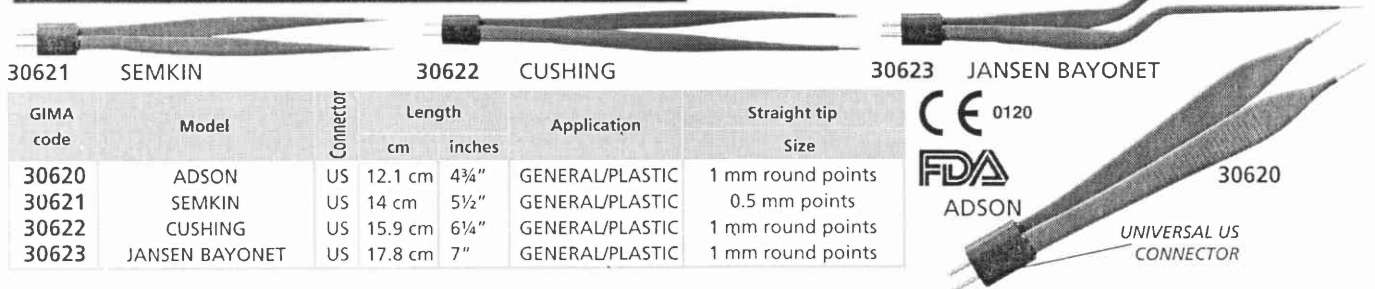 30621 SEMKIN
30622 CUSHING
30623 JANSEN BAYONET
GIMA code Model Connector Length Application Straight tip
cm inches Size
30620 ADSON US 12.1 cm 4¾" GENERAL/PLASTIC 1 mm round points
30621 SEMKIN US 14 cm 5½" GENERAL/PLASTIC 0.5 mm points
30622 CUSHING US 15.9 cm 6¼" GENERAL/PLASTIC 1 mm round points
30623 JANSEN BAYONET US 17.8 cm 7" GENERAL/PLASTIC 1 mm round points
CE 0120
FDA
ADSON
30620
UNIVERSAL US
CONNECTOR